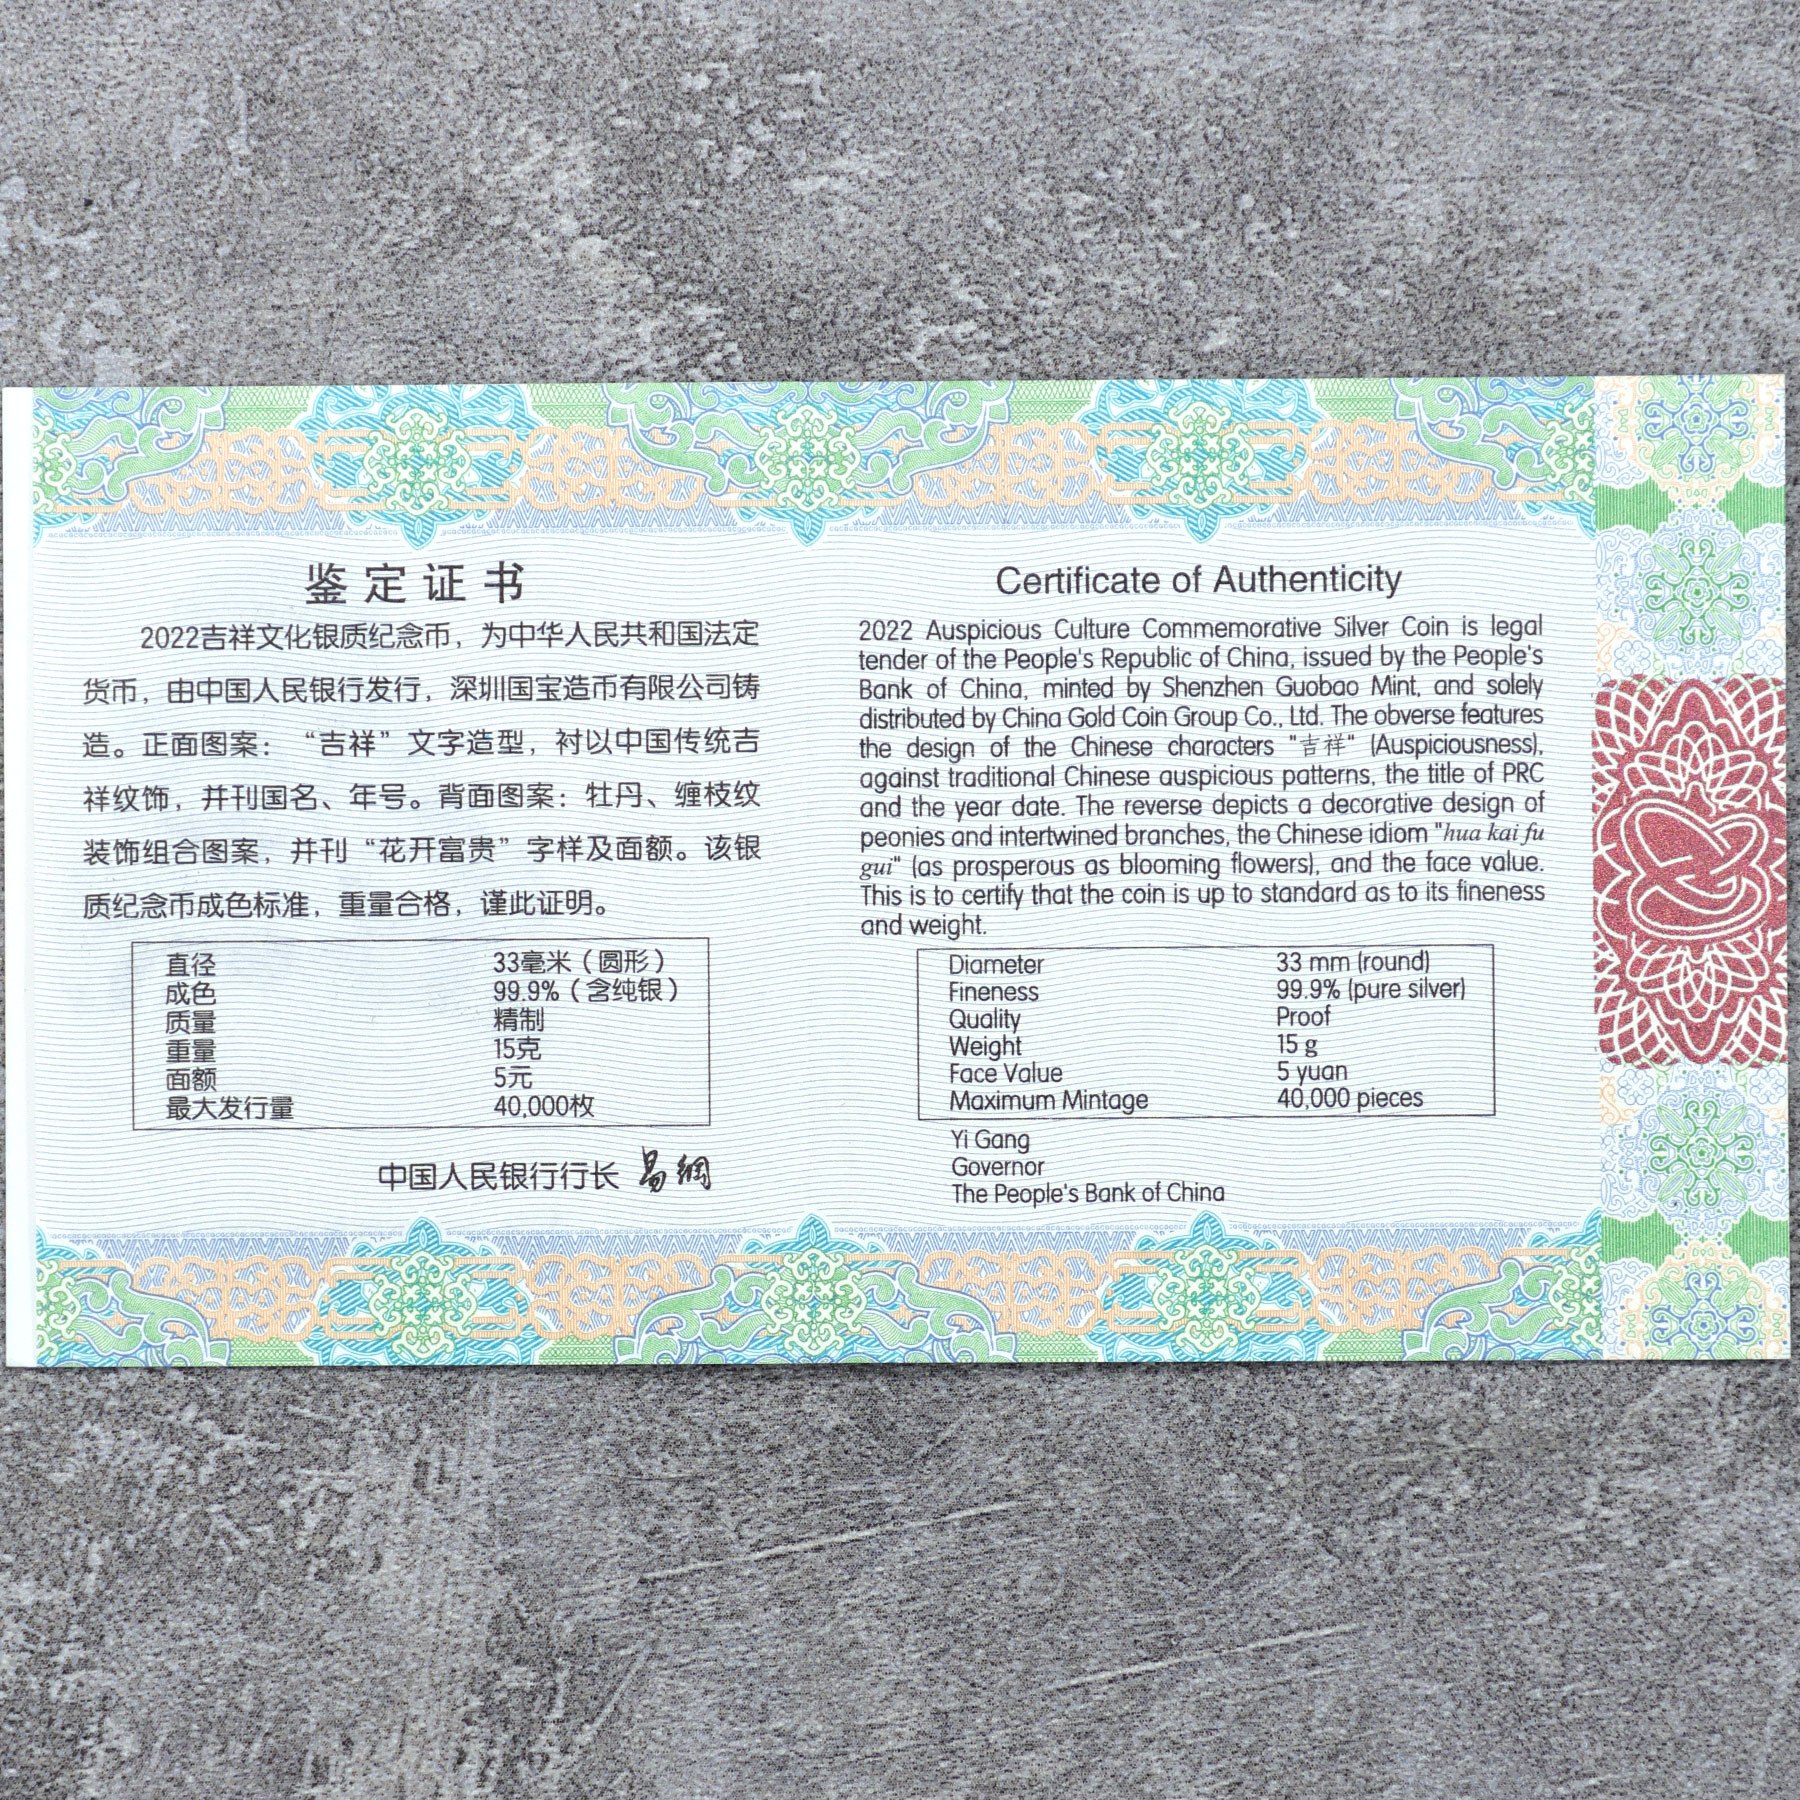 鉴定证书
2022吉祥文化银质纪念币，为中华人民共和国法定
货币，由中国人民银行发行，深圳国宝造币有限公司铸
造。正面图案：“吉祥”文字造型，衬以中国传统吉
祥纹饰，并刊国名、年号。背面图案：牡丹、缠枝纹
装饰组合图案，并刊“花开富贵”字样及面额。该银
质纪念币成色标准，重量合格，谨此证明。
直径 33毫米（圆形）
成色 99.9%（含纯银）
质量 精制
重量 15克
面额 5元
最大发行量 40,000枚
中国人民银行行长 易纲
Certificate of Authenticity
2022 Auspicious Culture Commemorative Silver Coin is legal
tender of the People's Republic of China, issued by the People's
Bank of China, minted by Shenzhen Guobao Mint, and solely
distributed by China Gold Coin Group Co., Ltd. The obverse features
the design of the Chinese characters "吉祥" (Auspiciousness),
against traditional Chinese auspicious patterns, the title of PRC
and the year date. The reverse depicts a decorative design of
peonies and intertwined branches, the Chinese idiom "hua kai fu
gui" (as prosperous as blooming flowers), and the face value.
This is to certify that the coin is up to standard as to its fineness
and weight.
Diameter 33 mm (round)
Fineness 99.9% (pure silver)
Quality Proof
Weight 15 g
Face Value 5 yuan
Maximum Mintage 40,000 pieces
Yi Gang
Governor
The People's Bank of China